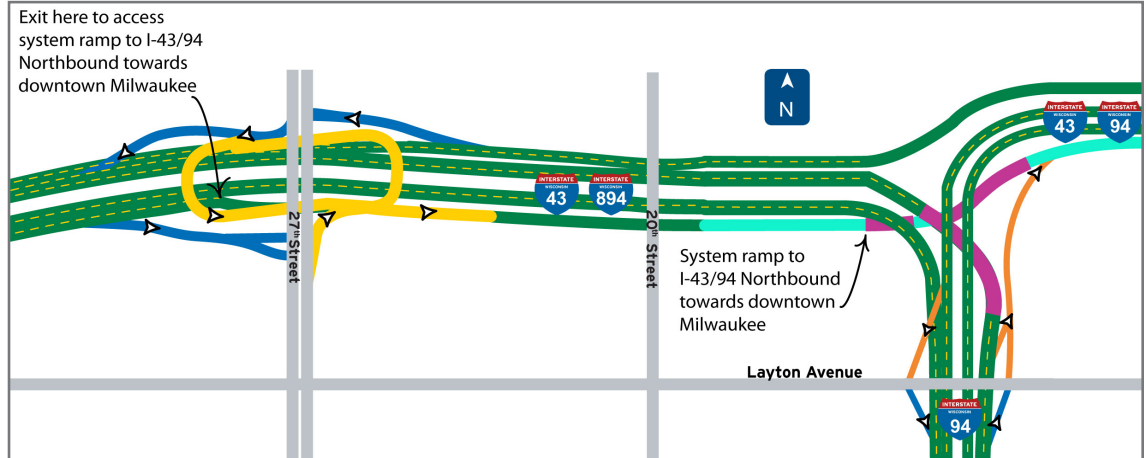 Exit here to access
system ramp to I-43/94
Northbound towards
downtown Milwaukee
N
INTERSTATE
WISCONSIN
43
INTERSTATE
WISCONSIN
94
INTERSTATE
WISCONSIN
43
INTERSTATE
WISCONSIN
894
27th Street
20th Street
System ramp to
I-43/94 Northbound
towards downtown
Milwaukee
Layton Avenue
INTERSTATE
WISCONSIN
94